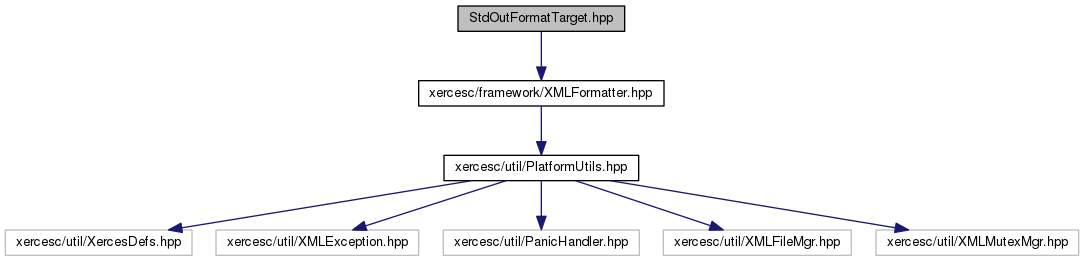 StdOutFormatTarget.hpp
xercesc/framework/XMLFormatter.hpp
xercesc/util/PlatformUtils.hpp
xercesc/util/XercesDefs.hpp
xercesc/util/XMLException.hpp
xercesc/util/PanicHandler.hpp
xercesc/util/XMLFileMgr.hpp
xercesc/util/XMLMutexMgr.hpp